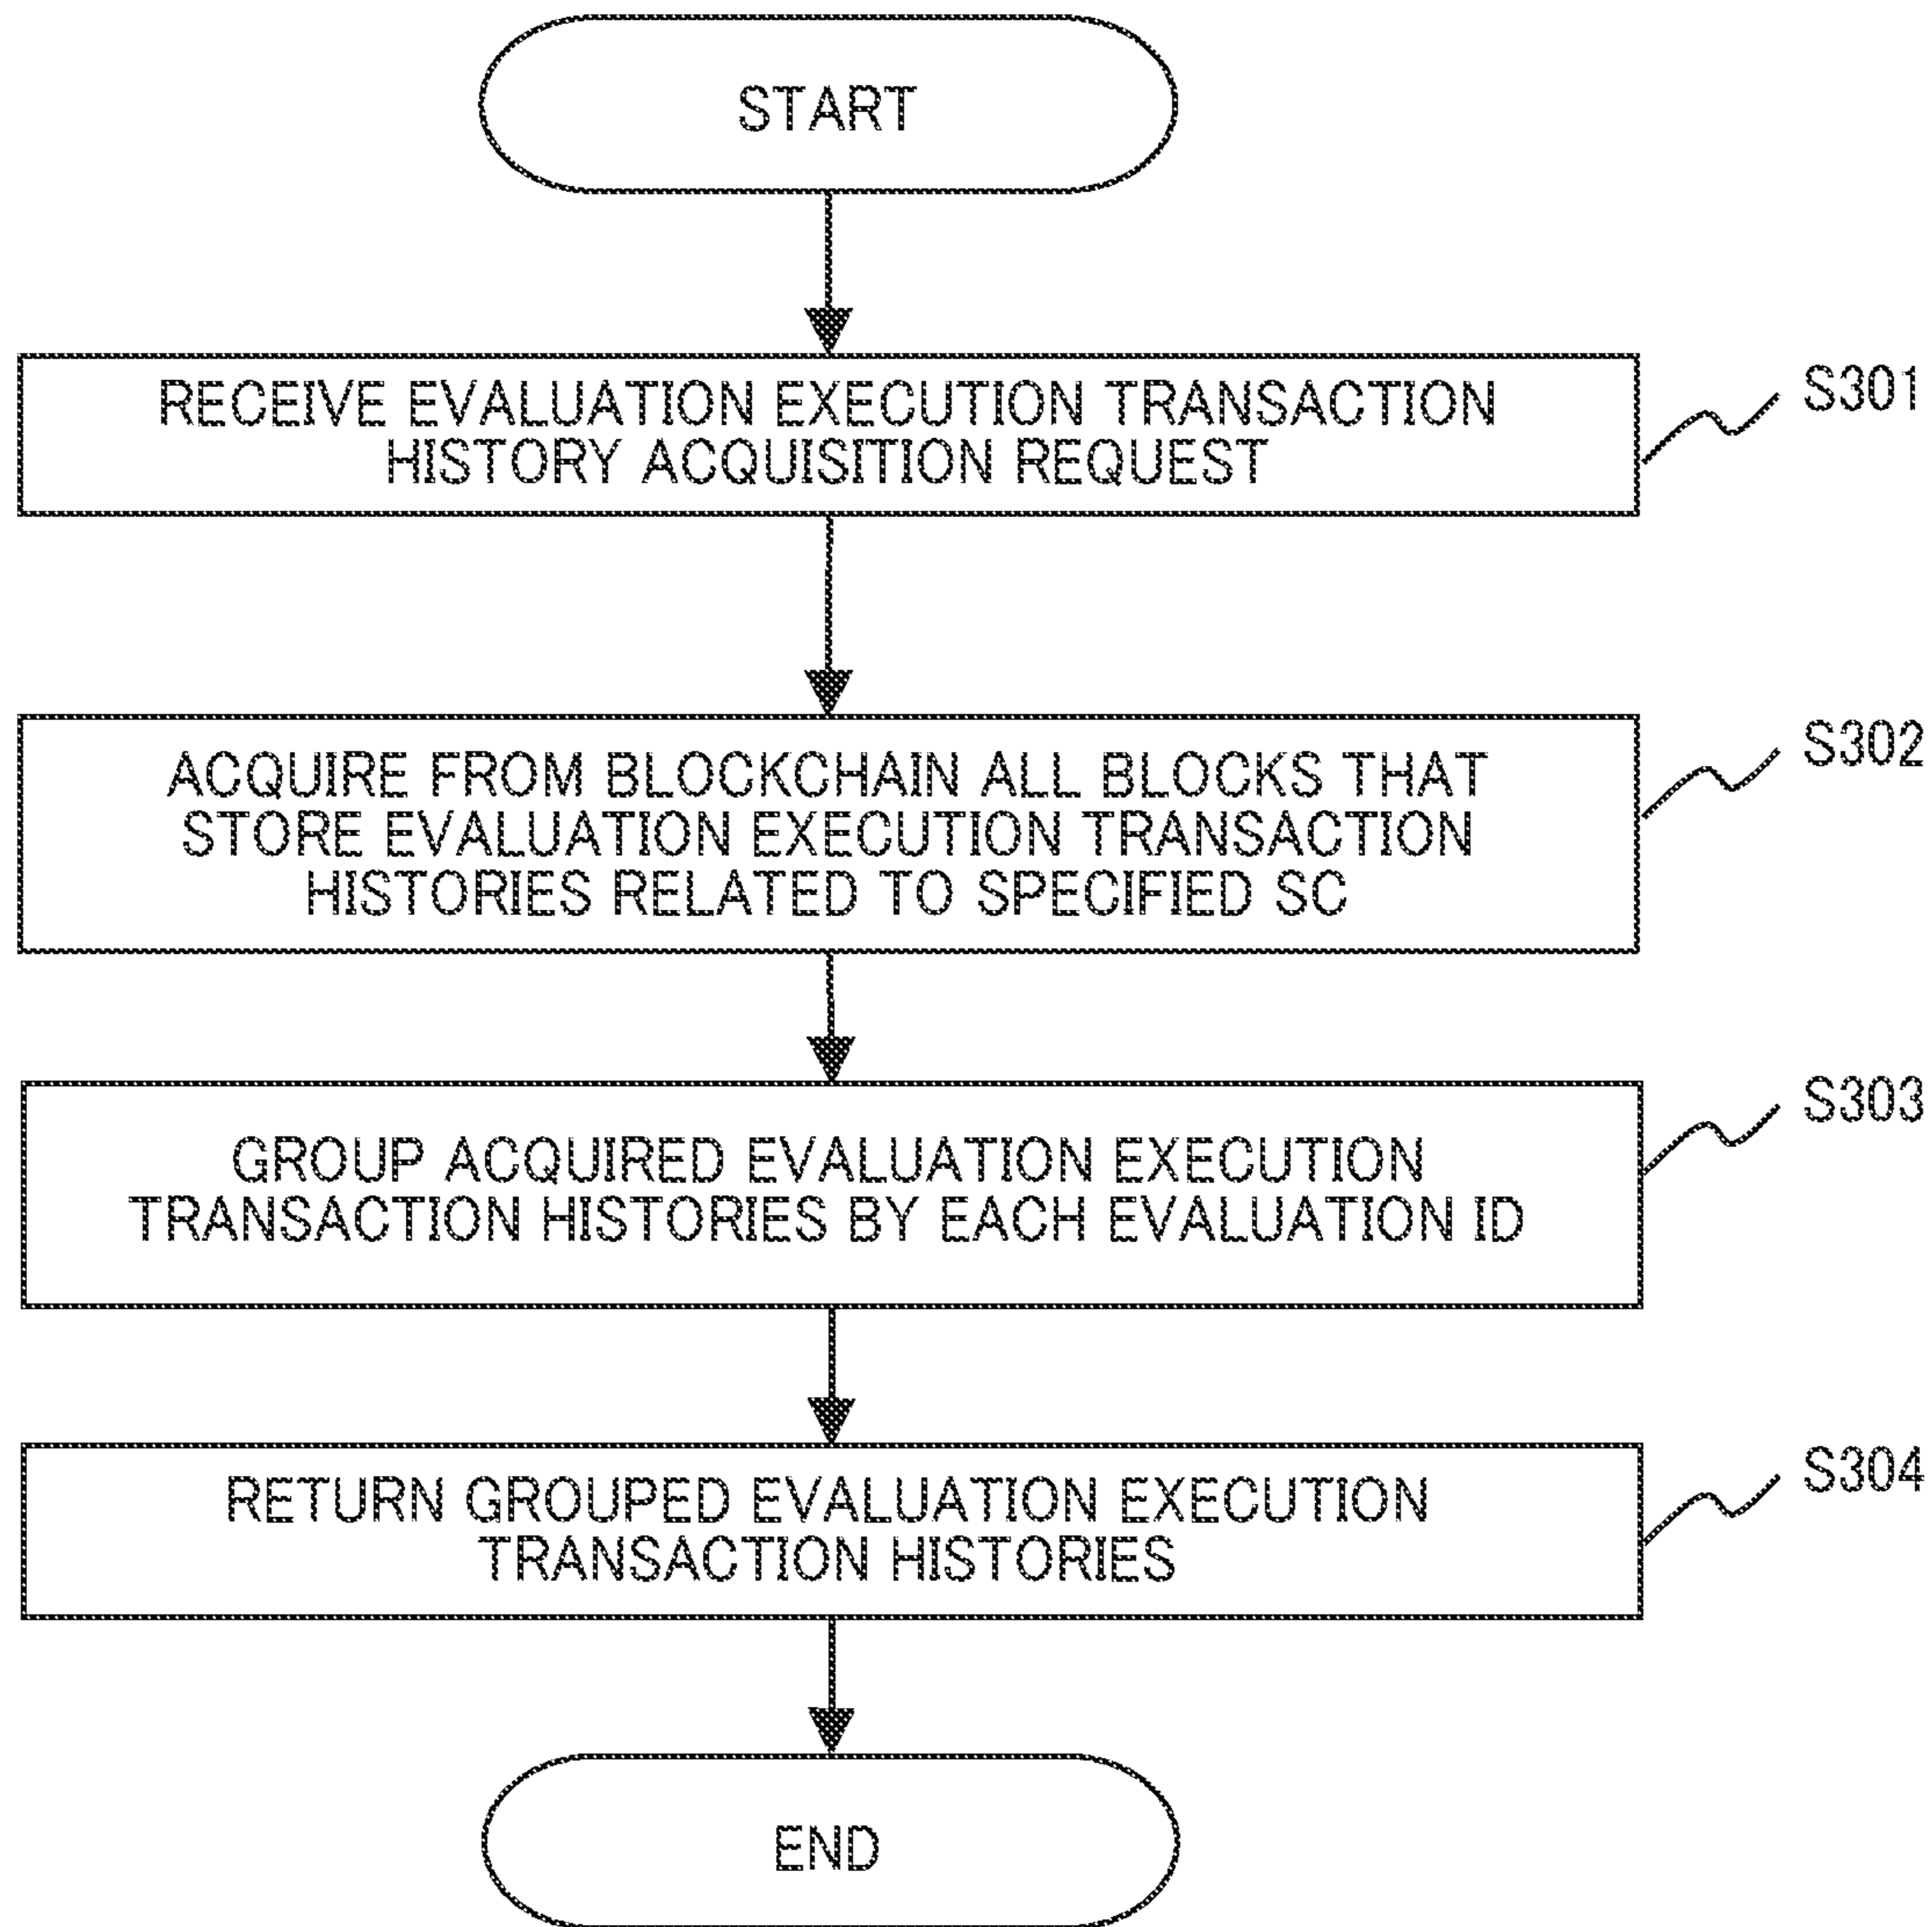 START
RECEIVE EVALUATION EXECUTION TRANSACTION
HISTORY ACQUISITION REQUEST
S301
ACQUIRE FROM BLOCKCHAIN ALL BLOCKS THAT
STORE EVALUATION EXECUTION TRANSACTION
HISTORIES RELATED TO SPECIFIED SC
S302
GROUP ACQUIRED EVALUATION EXECUTION
TRANSACTION HISTORIES BY EACH EVALUATION ID
S303
RETURN GROUPED EVALUATION EXECUTION
TRANSACTION HISTORIES
S304
END